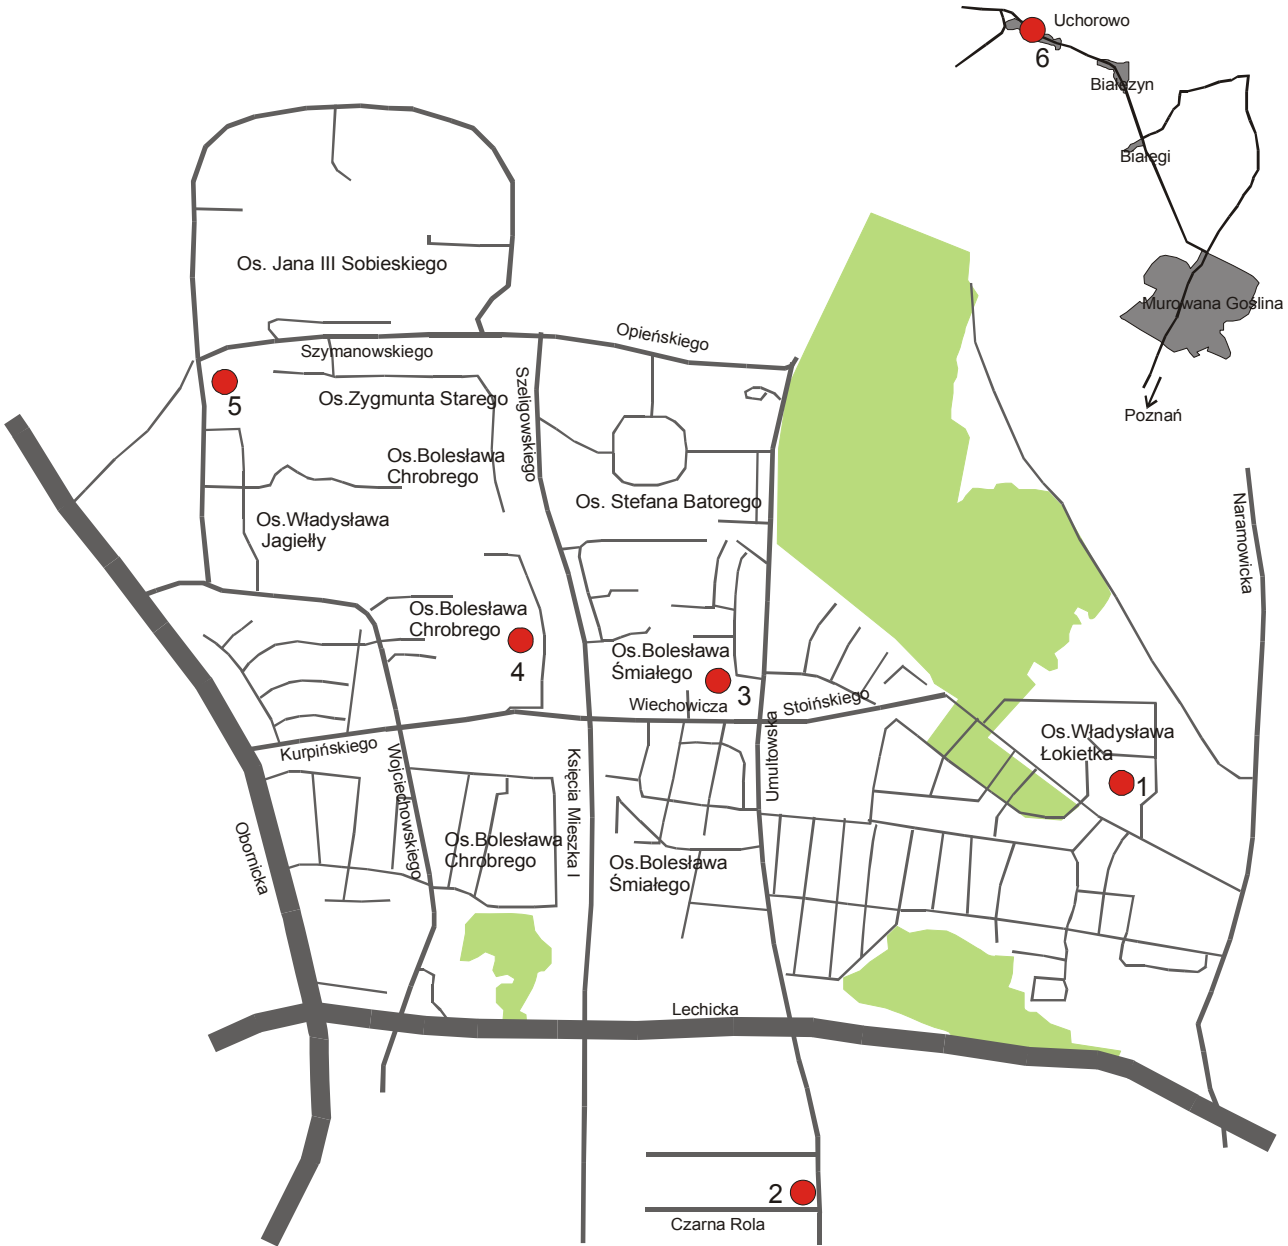 Uchorowo
6
Białęzyn
Białęgi
Murowana Goślina
Poznań
Os. Jana III Sobieskiego
Opieńskiego
Szymanowskiego
5
Os.Zygmunta Starego
Szeligowskiego
Os.Bolesława
Chrobrego
Os. Stefana Batorego
Os.Władysława
Jagiełły
Naramowicka
Os.Bolesława
Chrobrego
4
Os.Bolesława
Śmiałego
3
Wiechowicza
Stoińskiego
Umultowska
Os.Władysława
Łokietka
1
Kurpińskiego
Wojciechowskiego
Księcia Mieszka I
Obornicka
Os.Bolesława
Chrobrego
Os.Bolesława
Śmiałego
Lechicka
2
Czarna Rola